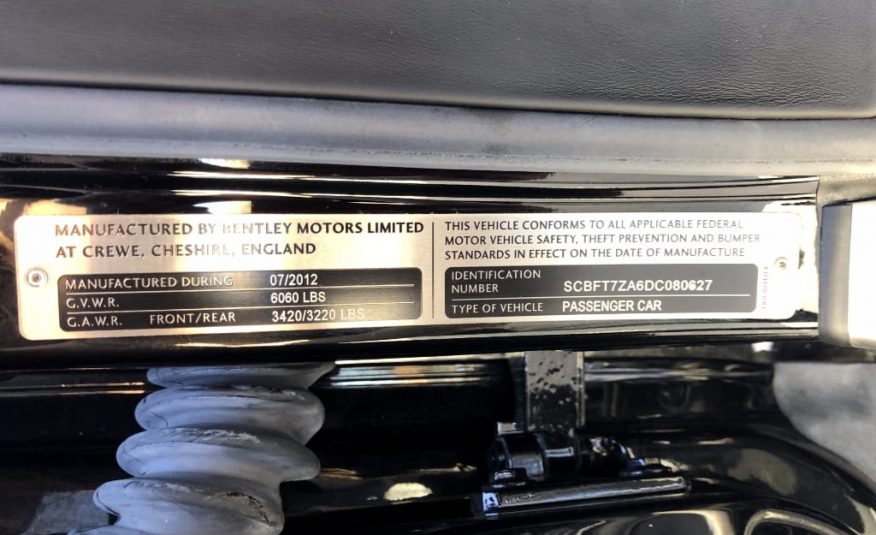 MANUFACTURED BY BENTLEY MOTORS LIMITED
AT CREWE, CHESHIRE, ENGLAND
MANUFACTURED DURING 07/2012
G.V.W.R. 6060 LBS
G.A.W.R. FRONT/REAR 3420/3220 LBS
THIS VEHICLE CONFORMS TO ALL APPLICABLE FEDERAL
MOTOR VEHICLE SAFETY, THEFT PREVENTION AND BUMPER
STANDARDS IN EFFECT ON THE DATE OF MANUFACTURE
IDENTIFICATION
NUMBER SCBFT7ZA6DC080627
TYPE OF VEHICLE PASSENGER CAR